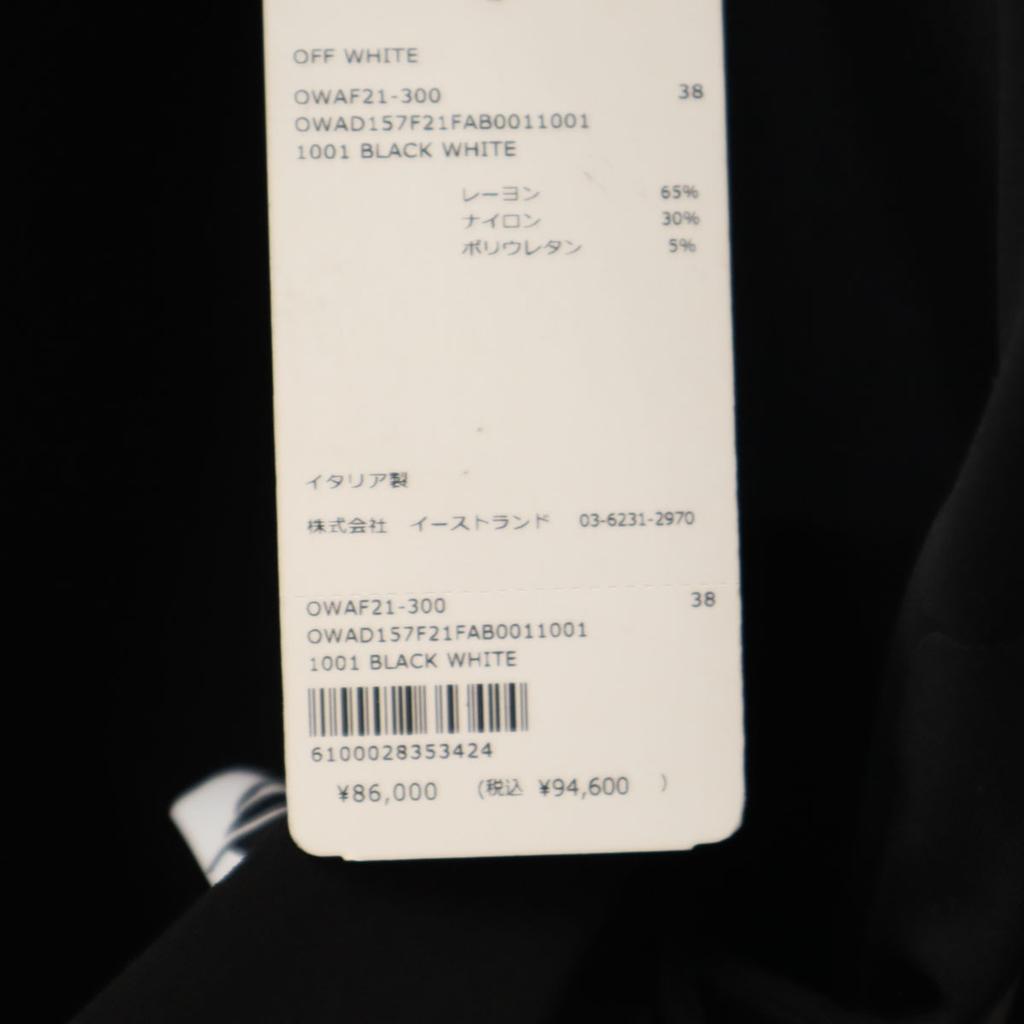 OFF WHITE
OWAF21-300 38
OWAD157F21FAB0011001
1001 BLACK WHITE
レーヨン 65%
ナイロン 30%
ポリウレタン 5%
イタリア製
株式会社 イーストランド 03-6231-2970
OWAF21-300 38
OWAD157F21FAB0011001
1001 BLACK WHITE
6100028353424
¥86,000 (税込 ¥94,600 )